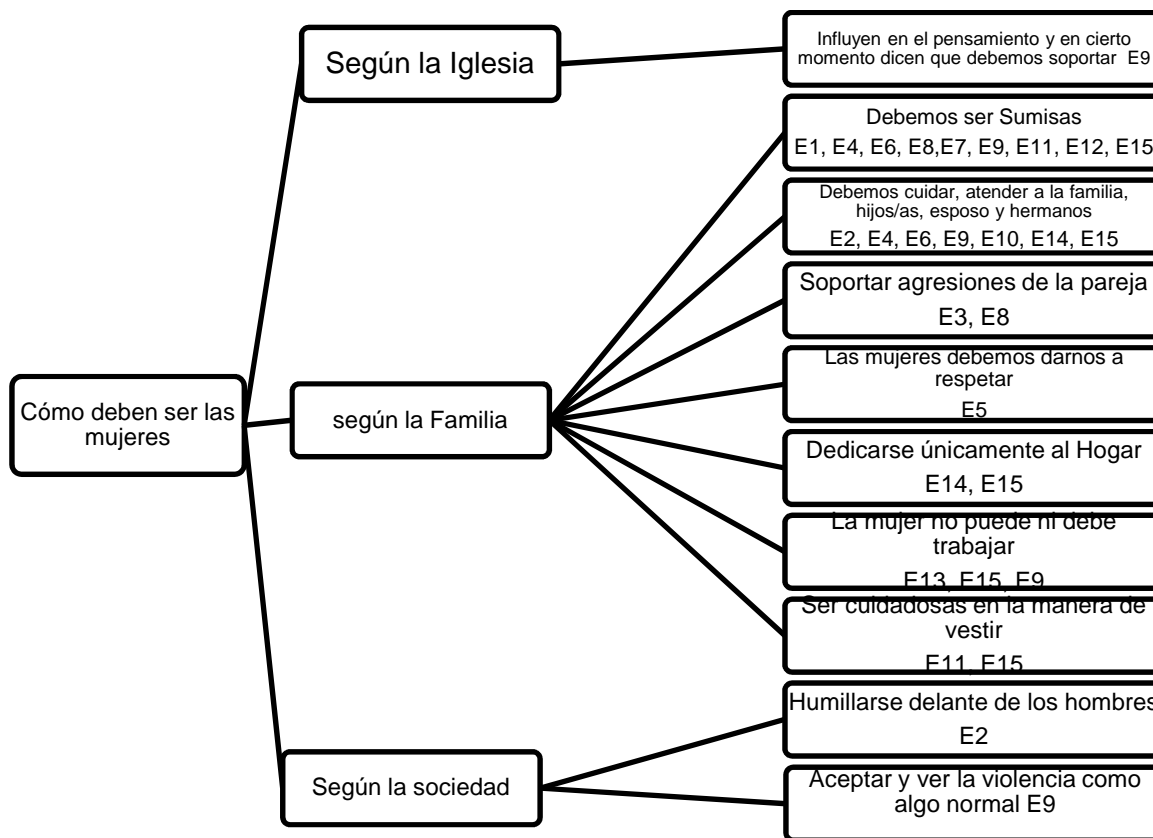 Cómo deben ser las
mujeres
Según la Iglesia
Influyen en el pensamiento y en cierto
momento dicen que debemos soportar E9
según la Familia
Debemos ser Sumisas
E1, E4, E6, E8,E7, E9, E11, E12, E15
Debemos cuidar, atender a la familia,
hijos/as, esposo y hermanos
E2, E4, E6, E9, E10, E14, E15
Soportar agresiones de la pareja
E3, E8
Las mujeres debemos darnos a
respetar
E5
Dedicarse únicamente al Hogar
E14, E15
La mujer no puede ni debe
trabajar
E13, E15, E9
Ser cuidadosas en la manera de
vestir
E11, E15
Según la sociedad
Humillarse delante de los hombres
E2
Aceptar y ver la violencia como
algo normal E9